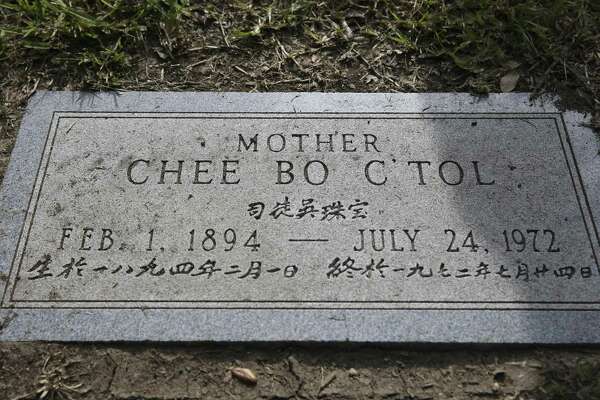 MOTHER
CHEE BO C'TOL
司徒吳珠宝
FEB. 1, 1894 — JULY 24, 1972
生於一八九四年二月一日 終於一九七二年七月廿四日